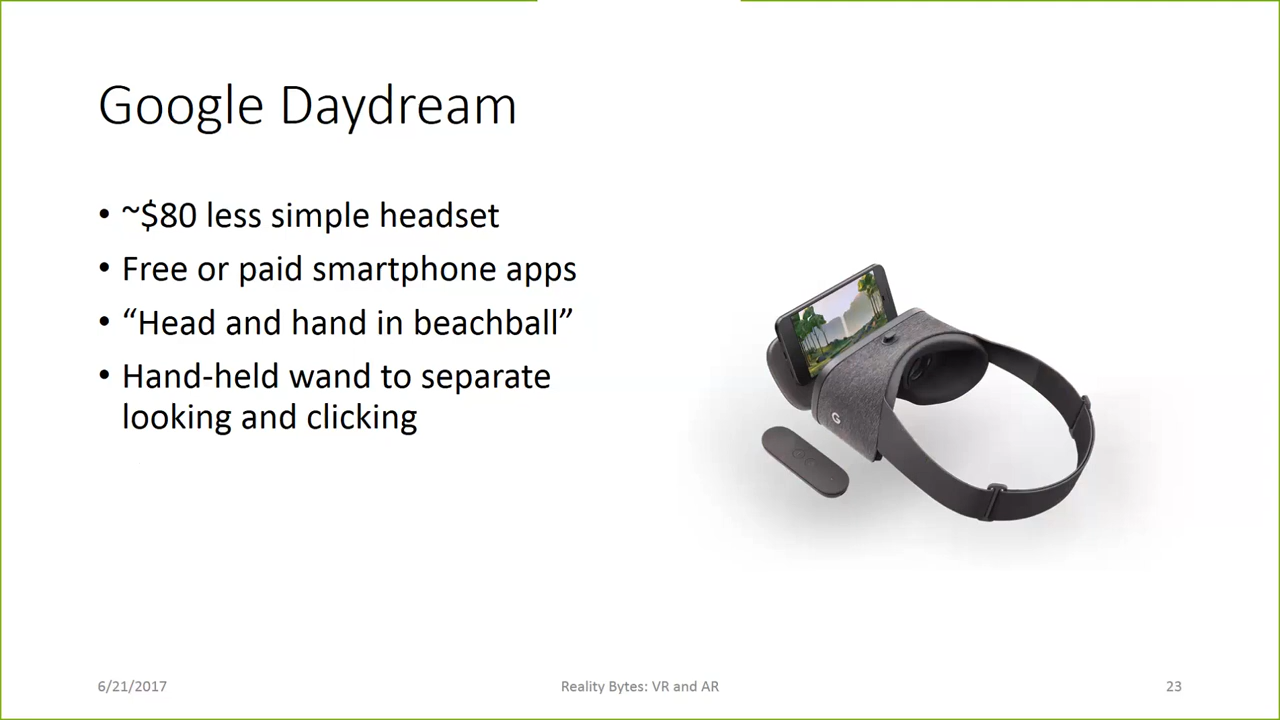 Google Daydream
• ~$80 less simple headset
• Free or paid smartphone apps
• “Head and hand in beachball”
• Hand-held wand to separate
looking and clicking
G
6/21/2017
Reality Bytes: VR and AR
23